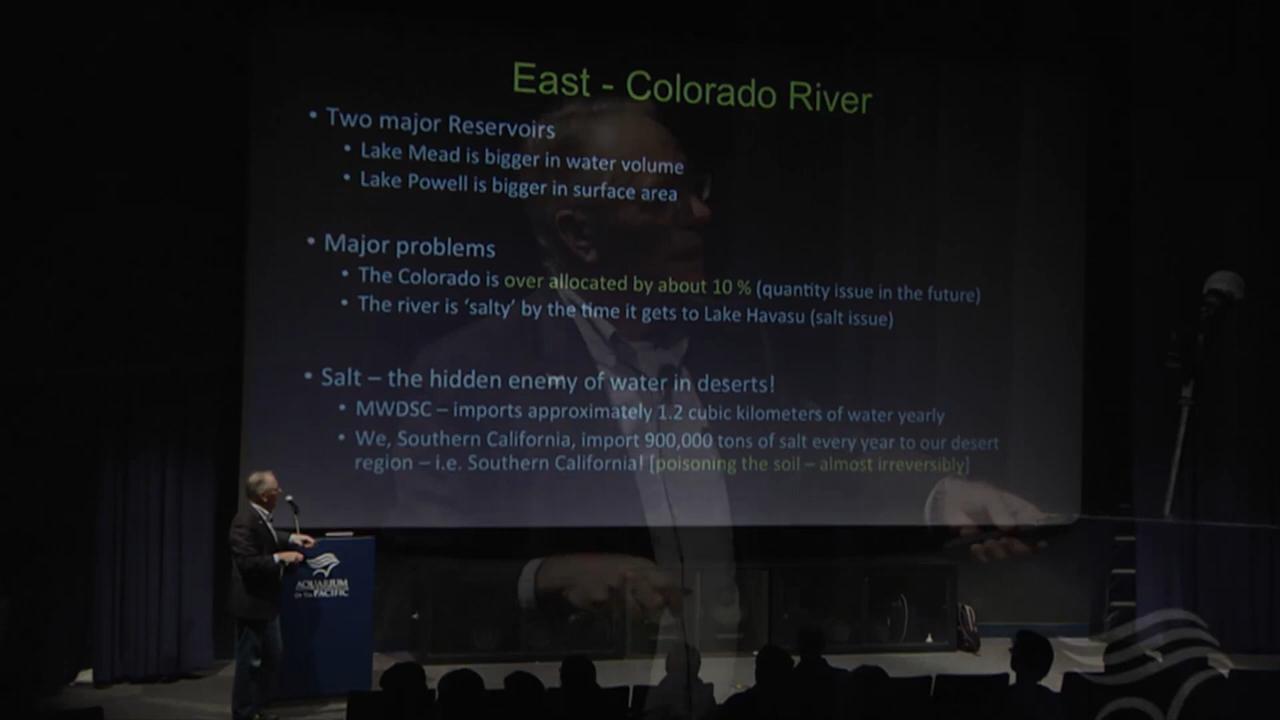 East - Colorado River
• Two major Reservoirs
• Lake Mead is bigger in water volume
• Lake Powell is bigger in surface area
• Major problems
• The Colorado is over allocated by about 10 % (quantity issue in the future)
• The river is ‘salty’ by the time it gets to Lake Havasu (salt issue)
• Salt – the hidden enemy of water in deserts!
• MWDSC – imports approximately 1.2 cubic kilometers of water yearly
• We, Southern California, import 900,000 tons of salt every year to our desert
region – i.e. Southern California! [poisoning the soil – almost irreversibly]
AQUARIUM
OF THE PACIFIC